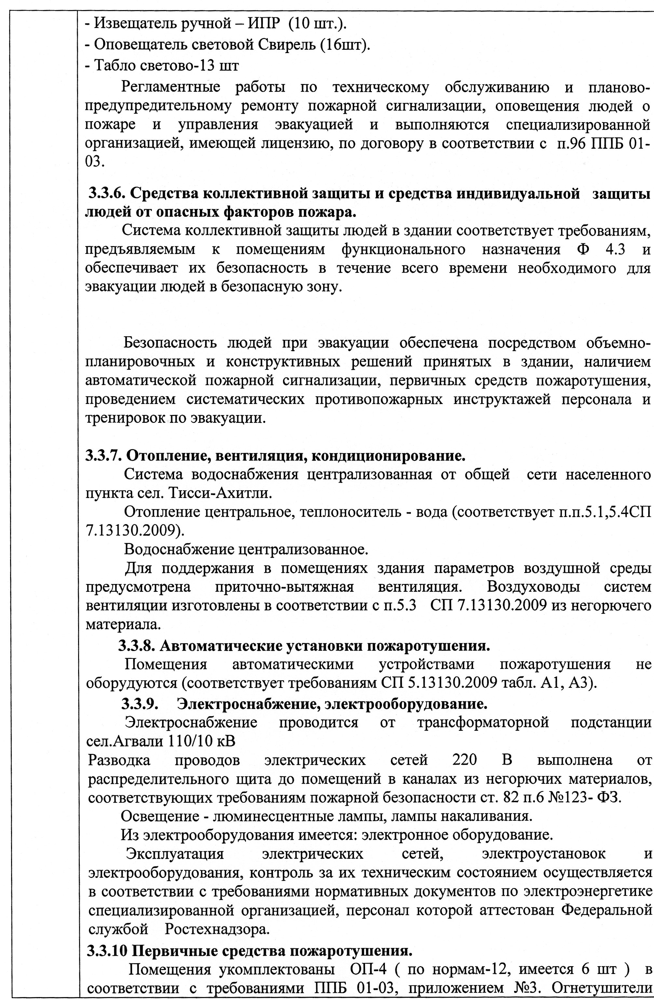 - Извещатель ручной – ИПР (10 шт.).
- Оповещатель световой Свирель (16шт).
- Табло светово-13 шт
Регламентные работы по техническому обслуживанию и планово-
предупредительному ремонту пожарной сигнализации, оповещения людей о
пожаре и управления эвакуацией и выполняются специализированной
организацией, имеющей лицензию, по договору в соответствии с п.96 ППБ 01-
03.
3.3.6. Средства коллективной защиты и средства индивидуальной защиты
людей от опасных факторов пожара.
Система коллективной защиты людей в здании соответствует требованиям,
предъявляемым к помещениям функционального назначения Ф 4.3 и
обеспечивает их безопасность в течение всего времени необходимого для
эвакуации людей в безопасную зону.
Безопасность людей при эвакуации обеспечена посредством объемно-
планировочных и конструктивных решений принятых в здании, наличием
автоматической пожарной сигнализации, первичных средств пожаротушения,
проведением систематических противопожарных инструктажей персонала и
тренировок по эвакуации.
3.3.7. Отопление, вентиляция, кондиционирование.
Система водоснабжения централизованная от общей сети населенного
пункта сел. Тисси-Ахитли.
Отопление центральное, теплоноситель - вода (соответствует п.п.5.1,5.4СП
7.13130.2009).
Водоснабжение централизованное.
Для поддержания в помещениях здания параметров воздушной среды
предусмотрена приточно-вытяжная вентиляция. Воздуховоды систем
вентиляции изготовлены в соответствии с п.5.3 СП 7.13130.2009 из негорючего
материала.
3.3.8. Автоматические установки пожаротушения.
Помещения автоматическими устройствами пожаротушения не
оборудуются (соответствует требованиям СП 5.13130.2009 табл. А1, А3).
3.3.9. Электроснабжение, электрооборудование.
Электроснабжение проводится от трансформаторной подстанции
сел.Агвали 110/10 кВ
Разводка проводов электрических сетей 220 В выполнена от
распределительного щита до помещений в каналах из негорючих материалов,
соответствующих требованиям пожарной безопасности ст. 82 п.6 №123- ФЗ.
Освещение - люминесцентные лампы, лампы накаливания.
Из электрооборудования имеется: электронное оборудование.
Эксплуатация электрических сетей, электроустановок и
электрооборудования, контроль за их техническим состоянием осуществляется
в соответствии с требованиями нормативных документов по электроэнергетике
специализированной организацией, персонал которой аттестован Федеральной
службой Ростехнадзора.
3.3.10 Первичные средства пожаротушения.
Помещения укомплектованы ОП-4 ( по нормам-12, имеется 6 шт ) в
соответствии с требованиями ППБ 01-03, приложением №3. Огнетушители